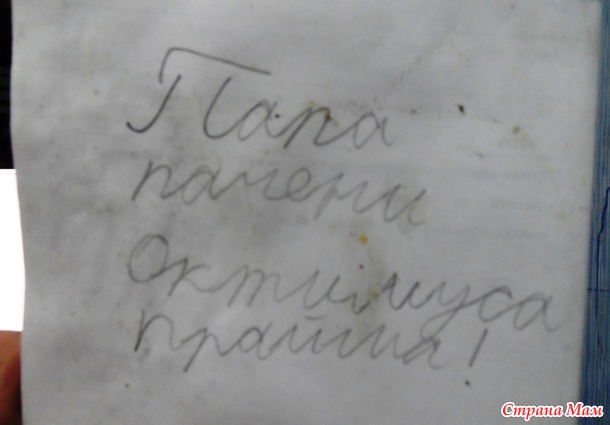 Папа
пачени
октимуса
прайма!
Страна Мам